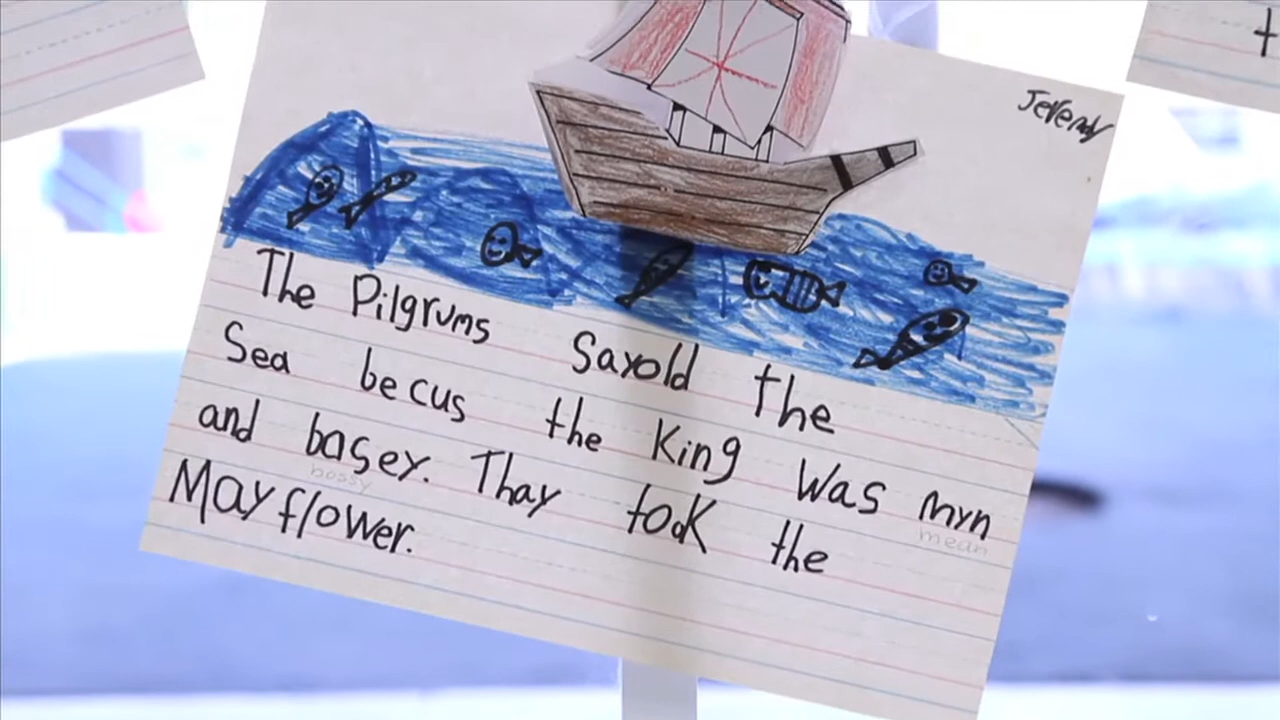 Jeremy
The Pilgrums Saxold the
Sea becus the King was myn
mean
and basey. Thay took the
bossy
Mayflower.
t